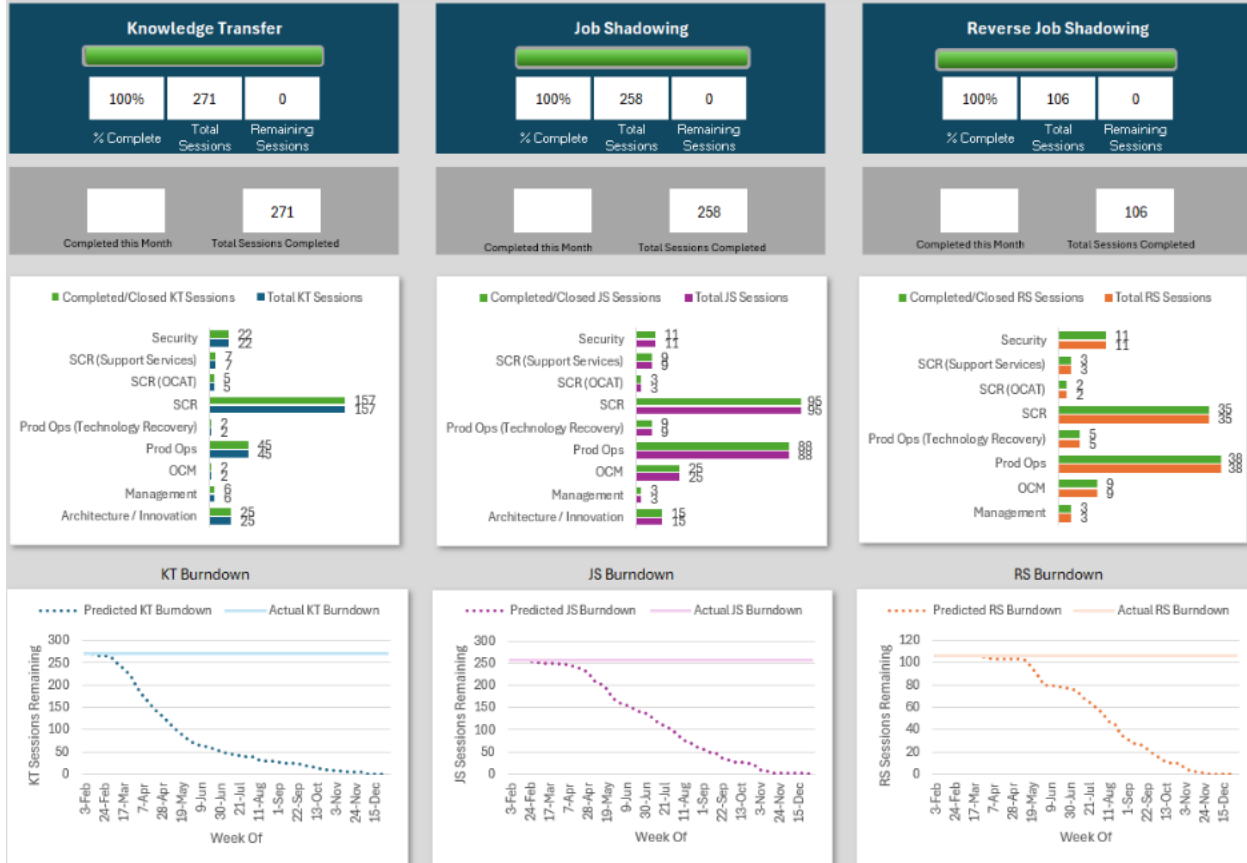 Knowledge Transfer
100% 271 0
% Complete Total Sessions Remaining Sessions
271
Completed this Month Total Sessions Completed
Completed/Closed KT Sessions Total KT Sessions
Security 22 22
SCR (Support Services) 7 7
SCR (OCAT) 5 5
SCR 157 157
Prod Ops (Technology Recovery) 2 2
Prod Ops 45 45
OCM 2 2
Management 6 6
Architecture / Innovation 25 25
KT Burndown
Predicted KT Burndown Actual KT Burndown
KT Sessions Remaining
300
250
200
150
100
50
0
3-Feb 24-Feb 17-Mar 7-Apr 28-Apr 19-May 9-Jun 30-Jun 21-Jul 11-Aug 1-Sep 22-Sep 13-Oct 3-Nov 24-Nov 15-Dec
Week Of
Job Shadowing
100% 258 0
% Complete Total Sessions Remaining Sessions
258
Completed this Month Total Sessions Completed
Completed/Closed JS Sessions Total JS Sessions
Security 11 11
SCR (Support Services) 9 9
SCR (OCAT) 3 3
SCR 95 95
Prod Ops (Technology Recovery) 9 9
Prod Ops 88 88
OCM 25 25
Management 3 3
Architecture / Innovation 15 15
JS Burndown
Predicted JS Burndown Actual JS Burndown
JS Sessions Remaining
300
250
200
150
100
50
0
3-Feb 24-Feb 17-Mar 7-Apr 28-Apr 19-May 9-Jun 30-Jun 21-Jul 11-Aug 1-Sep 22-Sep 13-Oct 3-Nov 24-Nov 15-Dec
Week Of
Reverse Job Shadowing
100% 106 0
% Complete Total Sessions Remaining Sessions
106
Completed this Month Total Sessions Completed
Completed/Closed RS Sessions Total RS Sessions
Security 11 11
SCR (Support Services) 3 3
SCR (OCAT) 2 2
SCR 35 35
Prod Ops (Technology Recovery) 5 5
Prod Ops 38 38
OCM 9 9
Management 3 3
RS Burndown
Predicted RS Burndown Actual RS Burndown
RS Sessions Remaining
120
100
80
60
40
20
0
3-Feb 24-Feb 17-Mar 7-Apr 28-Apr 19-May 9-Jun 30-Jun 21-Jul 11-Aug 1-Sep 22-Sep 13-Oct 3-Nov 24-Nov 15-Dec
Week Of